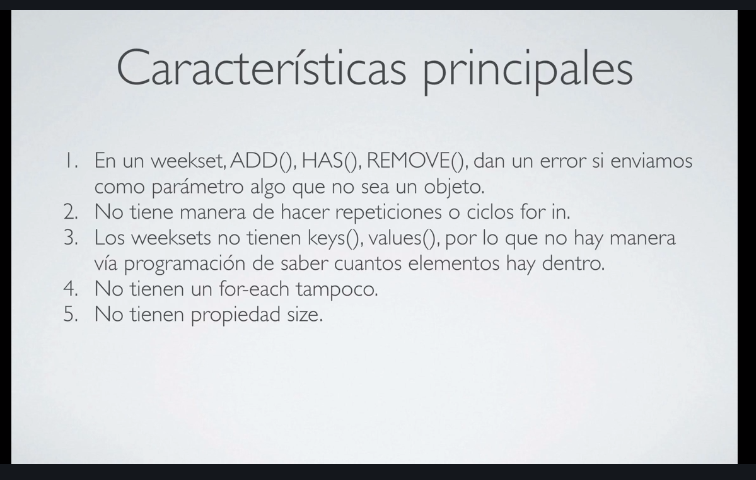 Características principales
1. En un weekset, ADD(), HAS(), REMOVE(), dan un error si enviamos
como parámetro algo que no sea un objeto.
2. No tiene manera de hacer repeticiones o ciclos for in.
3. Los weeksets no tienen keys(), values(), por lo que no hay manera
vía programación de saber cuantos elementos hay dentro.
4. No tienen un for-each tampoco.
5. No tienen propiedad size.